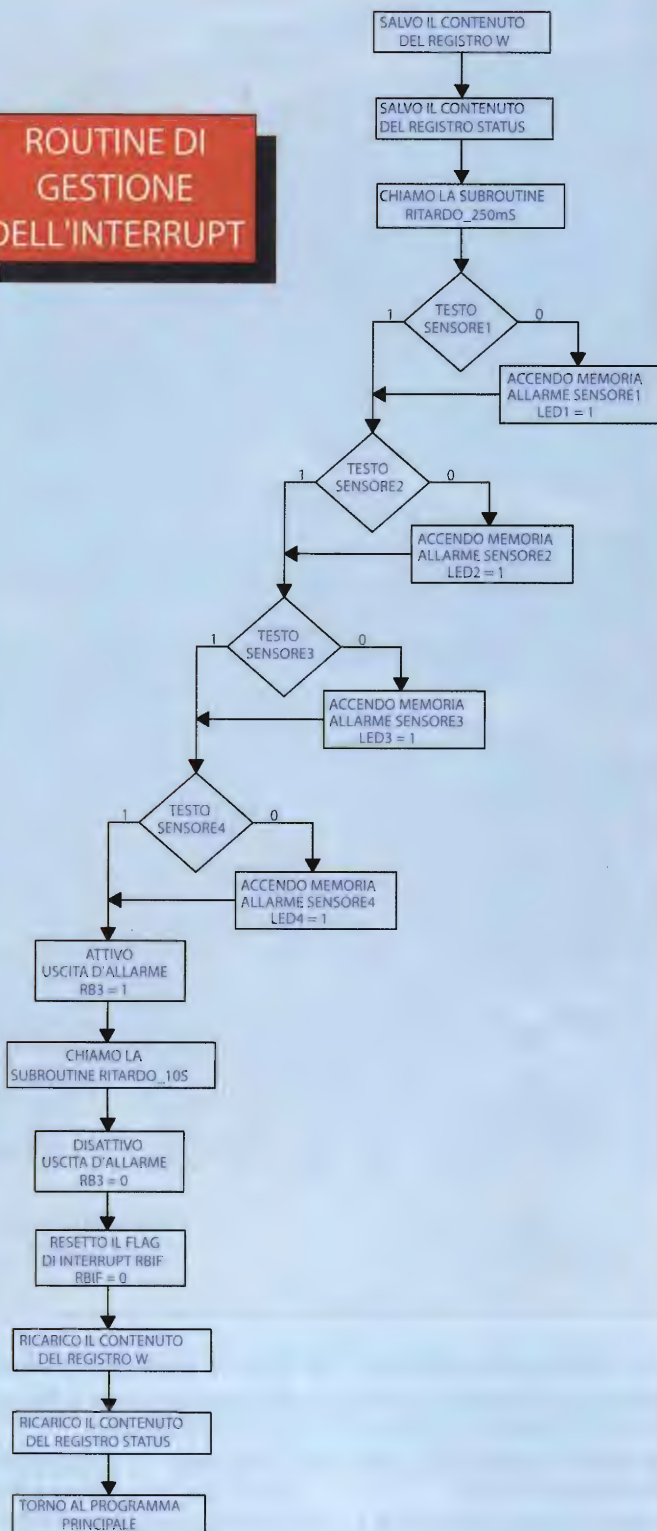 ROUTINE DI
GESTIONE
DELL'INTERRUPT
SALVO IL CONTENUTO
DEL REGISTRO W
SALVO IL CONTENUTO
DEL REGISTRO STATUS
CHIAMO LA SUBROUTINE
RITARDO_250mS
TESTO
SENSORE1
1
0
ACCENDO MEMORIA
ALLARME SENSORE1
LED1 = 1
TESTO
SENSORE2
1
0
ACCENDO MEMORIA
ALLARME SENSORE2
LED2 = 1
TESTO
SENSORE3
1
0
ACCENDO MEMORIA
ALLARME SENSORE3
LED3 = 1
TESTO
SENSORE4
1
0
ACCENDO MEMORIA
ALLARME SENSORE4
LED4 = 1
ATTIVO
USCITA D'ALLARME
RB3 = 1
CHIAMO LA
SUBROUTINE RITARDO_10S
DISATTIVO
USCITA D'ALLARME
RB3 = 0
RESETTO IL FLAG
DI INTERRUPT RBIF
RBIF = 0
RICARICO IL CONTENUTO
DEL REGISTRO W
RICARICO IL CONTENUTO
DEL REGISTRO STATUS
TORNO AL PROGRAMMA
PRINCIPALE